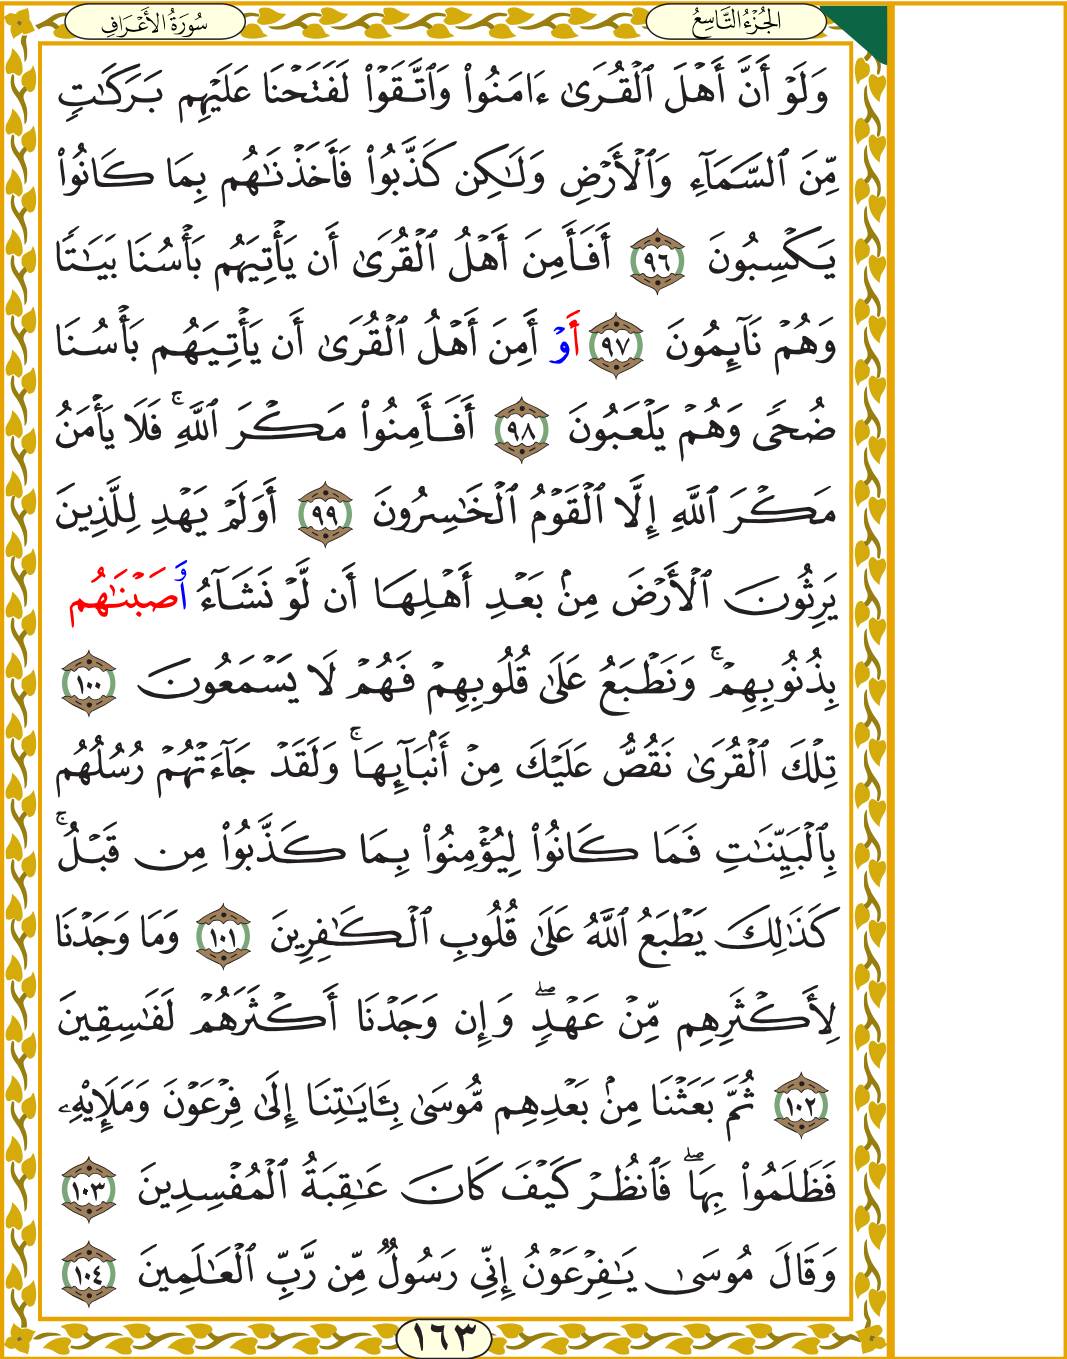 سُورَةُ الأَعْرَافِ
الجُزْءُ التَّاسِعُ
وَلَوْ أَنَّ أَهْلَ ٱلْقُرَىٰ ءَامَنُوا۟ وَٱتَّقَوْا۟ لَفَتَحْنَا عَلَيْهِم بَرَكَٰتٍ
مِّنَ ٱلسَّمَآءِ وَٱلْأَرْضِ وَلَٰكِن كَذَّبُوا۟ فَأَخَذْنَٰهُم بِمَا كَانُوا۟
يَكْسِبُونَ ٩٦ أَفَأَمِنَ أَهْلُ ٱلْقُرَىٰ أَن يَأْتِيَهُم بَأْسُنَا بَيَٰتًا
وَهُمْ نَآئِمُونَ ٩٧ أَوْ أَمِنَ أَهْلُ ٱلْقُرَىٰ أَن يَأْتِيَهُم بَأْسُنَا
ضُحًى وَهُمْ يَلْعَبُونَ ٩٨ أَفَأَمِنُوا۟ مَكْرَ ٱللَّهِ ۚ فَلَا يَأْمَنُ
مَكْرَ ٱللَّهِ إِلَّا ٱلْقَوْمُ ٱلْخَٰسِرُونَ ٩٩ أَوَلَمْ يَهْدِ لِلَّذِينَ
يَرِثُونَ ٱلْأَرْضَ مِنۢ بَعْدِ أَهْلِهَا أَن لَّوْ نَشَآءُ أَصَبْنَٰهُم
بِذُنُوبِهِمْ ۚ وَنَطْبَعُ عَلَىٰ قُلُوبِهِمْ فَهُمْ لَا يَسْمَعُونَ ١٠٠
تِلْكَ ٱلْقُرَىٰ نَقُصُّ عَلَيْكَ مِنْ أَنۢبَآئِهَا ۚ وَلَقَدْ جَآءَتْهُمْ رُسُلُهُم
بِٱلْبَيِّنَٰتِ فَمَا كَانُوا۟ لِيُؤْمِنُوا۟ بِمَا كَذَّبُوا۟ مِن قَبْلُ ۚ
كَذَٰلِكَ يَطْبَعُ ٱللَّهُ عَلَىٰ قُلُوبِ ٱلْكَٰفِرِينَ ١٠١ وَمَا وَجَدْنَا
لِأَكْثَرِهِم مِّنْ عَهْدٍ ۖ وَإِن وَجَدْنَا أَكْثَرَهُمْ لَفَٰسِقِينَ
١٠٢ ثُمَّ بَعَثْنَا مِنۢ بَعْدِهِم مُّوسَىٰ بِـَٔايَٰتِنَا إِلَىٰ فِرْعَوْنَ وَمَلَإِي۟هِۦ
فَظَلَمُوا۟ بِهَا ۖ فَٱنظُرْ كَيْفَ كَانَ عَٰقِبَةُ ٱلْمُفْسِدِينَ ١٠٣
وَقَالَ مُوسَىٰ يَٰفِرْعَوْنُ إِنِّى رَسُولٌ مِّن رَّبِّ ٱلْعَٰلَمِينَ ١٠٤
١٦٣